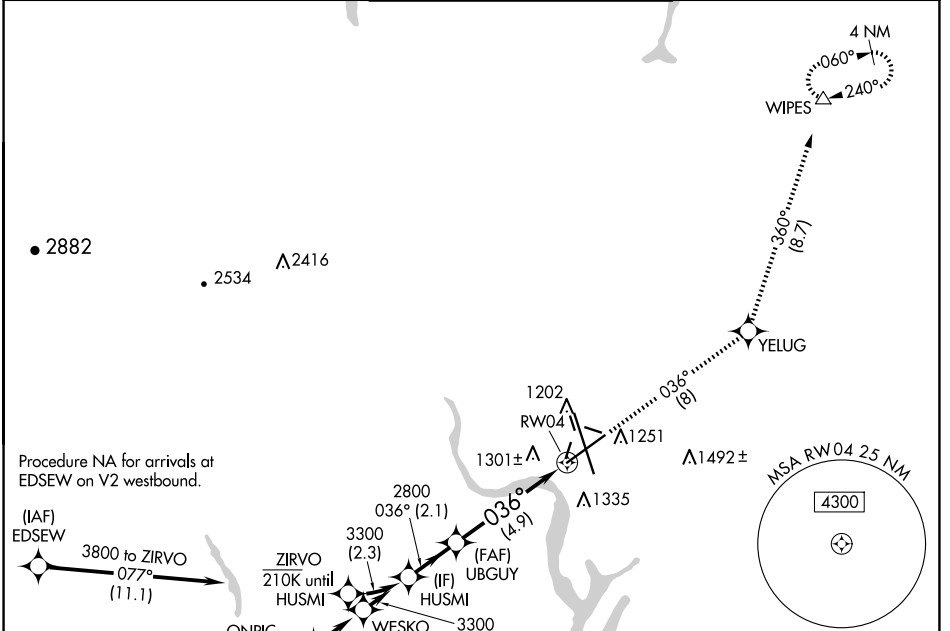 4 NM
060°
240°
WIPES
360°
(8.7)
2882
2534
2416
YELUG
036°
(8)
1202
RW04
1251
1301±
1492±
1335
MSA RW04 25 NM
4300
Procedure NA for arrivals at
EDSEW on V2 westbound.
(IAF)
EDSEW
3800 to ZIRVO
077°
(11.1)
2800
036° (2.1)
036°
(4.9)
3300
(2.3)
ZIRVO
210K until
HUSMI
(FAF)
UBGUY
(IF)
HUSMI
WESKO
3300